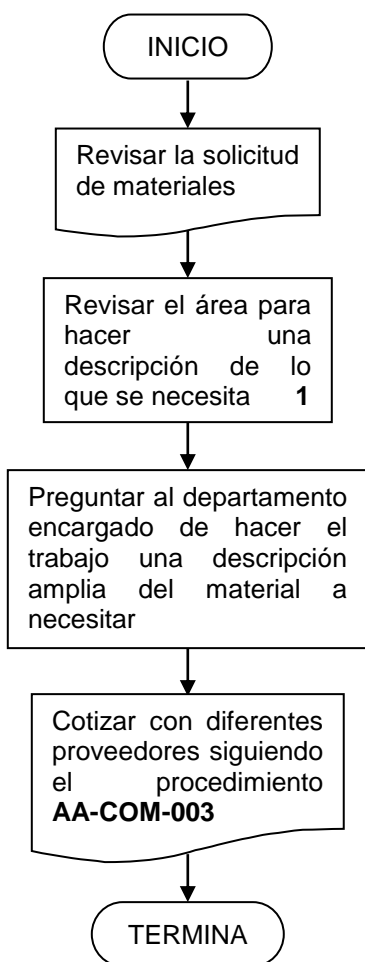 INICIO
Revisar la solicitud
de materiales
Revisar el área para
hacer una
descripción de lo
que se necesita 1
Preguntar al departamento
encargado de hacer el
trabajo una descripción
amplia del material a
necesitar
Cotizar con diferentes
proveedores siguiendo
el procedimiento
AA-COM-003
TERMINA